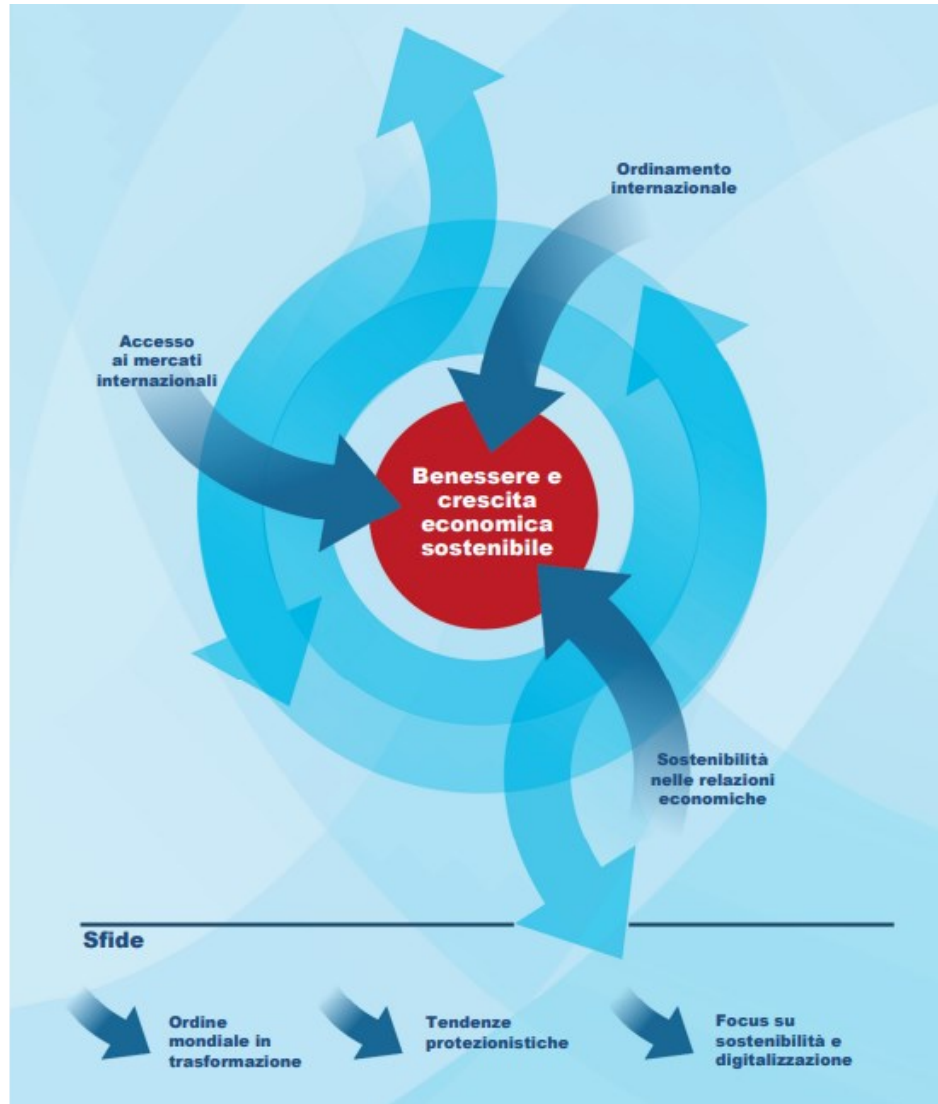 Ordinamento
internazionale
Accesso
ai mercati
internazionali
Benessere e
crescita
economica
sostenibile
Sostenibilità
nelle relazioni
economiche
Sfide
Ordine
mondiale in
trasformazione
Tendenze
protezionistiche
Focus su
sostenibilità e
digitalizzazione